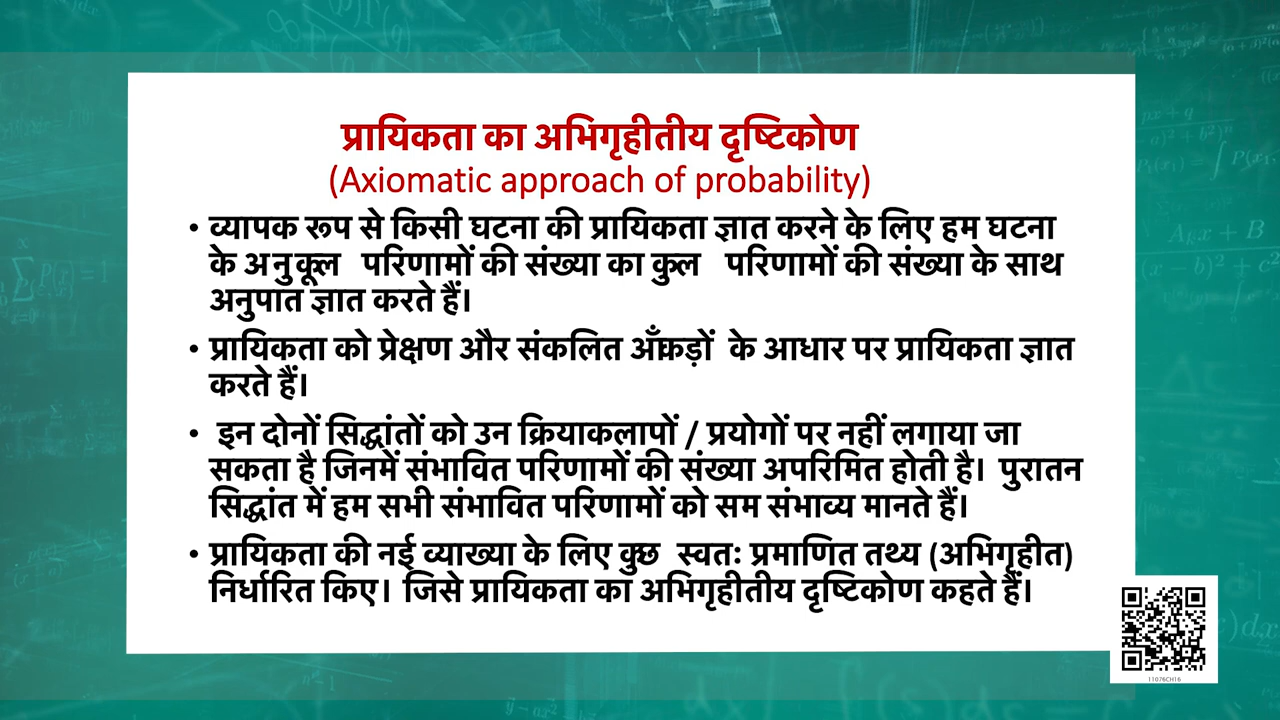 प्रायिकता का अभिगृहीतीय दृष्टिकोण
(Axiomatic approach of probability)
• व्यापक रूप से किसी घटना की प्रायिकता ज्ञात करने के लिए हम घटना
के अनुकूल परिणामों की संख्या का कुल परिणामों की संख्या के साथ
अनुपात ज्ञात करते हैं।
• प्रायिकता को प्रेक्षण और संकलित आँकड़ों के आधार पर प्रायिकता ज्ञात
करते हैं।
• इन दोनों सिद्धांतों को उन क्रियाकलापों / प्रयोगों पर नहीं लगाया जा
सकता है जिनमें संभावित परिणामों की संख्या अपरिमित होती है। पुरातन
सिद्धांत में हम सभी संभावित परिणामों को सम संभाव्य मानते हैं।
• प्रायिकता की नई व्याख्या के लिए कुछ स्वतः प्रमाणित तथ्य (अभिगृहीत)
निर्धारित किए। जिसे प्रायिकता का अभिगृहीतीय दृष्टिकोण कहते हैं।
11076CH16